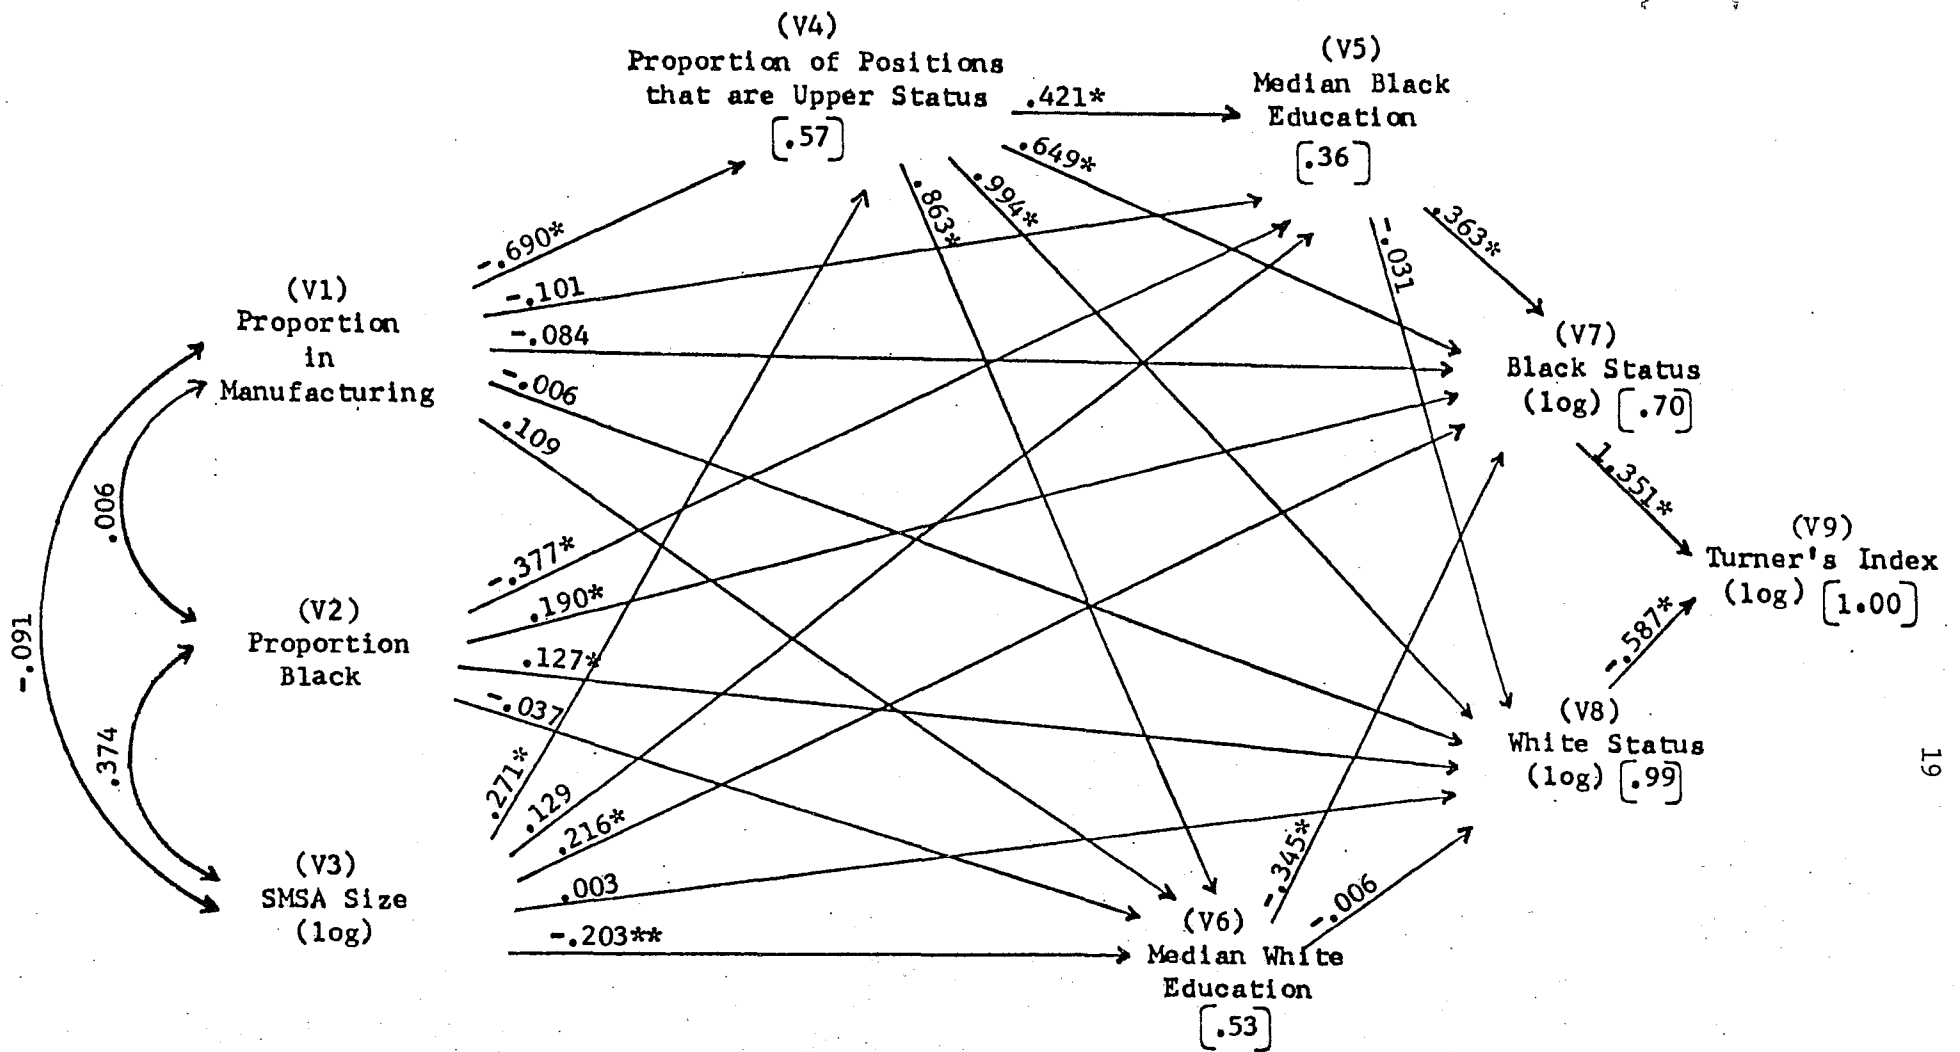 (V4)
Proportion of Positions
that are Upper Status
[.57]
(V5)
Median Black
Education
[.36]
.421*
.649*
.994*
.863*
-.031
.363*
-.690*
-.101
-.084
-.006
.109
(V1)
Proportion
in
Manufacturing
(V7)
Black Status
(log) [.70]
1.351*
.006
-.091
.374
-.377*
.190*
.127*
-.037
(V2)
Proportion
Black
(V9)
Turner's Index
(log) [1.00]
-.587*
(V8)
White Status
(log) [.99]
19
.271*
.129
.216*
.003
-.203**
(V3)
SMSA Size
(log)
-.345*
-.006
(V6)
Median White
Education
[.53]